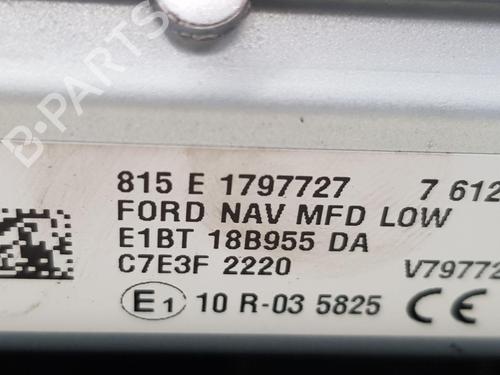 B-PARTS
815 E 1797727 7 612
FORD NAV MFD LOW
E1BT 18B955 DA
C7E3F 2220 V79772
E1 10 R-03 5825 CE